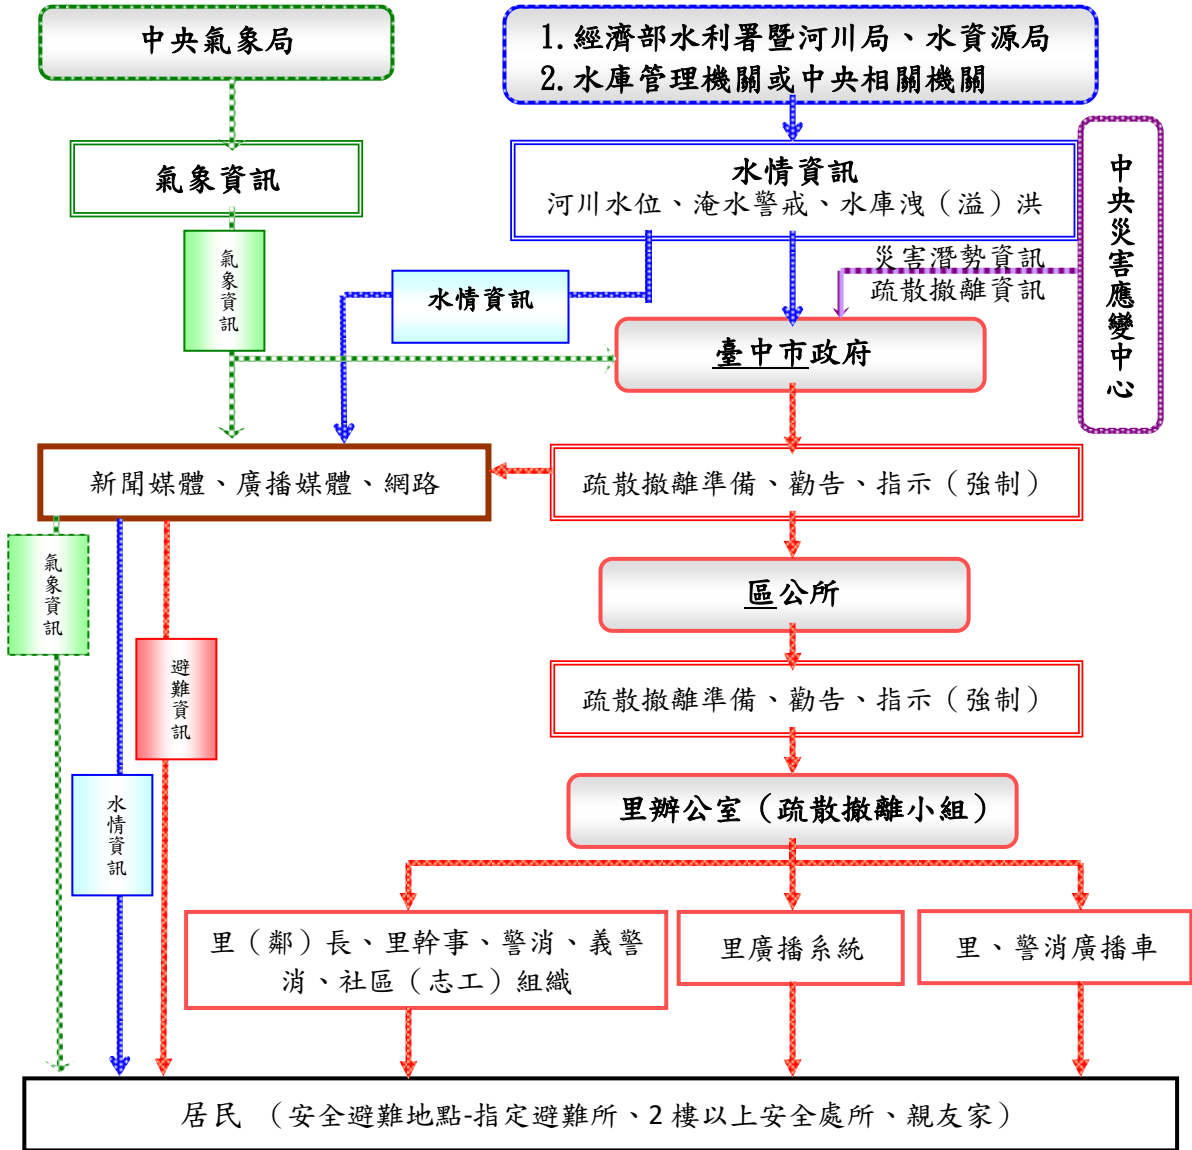 中央氣象局
1. 經濟部水利署暨河川局、水資源局
2. 水庫管理機關或中央相關機關
氣象資訊
水情資訊
河川水位、淹水警戒、水庫洩（溢）洪
中央災害應變中心
氣象資訊
水情資訊
災害潛勢資訊
疏散撤離資訊
臺中市政府
新聞媒體、廣播媒體、網路
疏散撤離準備、勸告、指示（強制）
氣象資訊
區公所
避難資訊
疏散撤離準備、勸告、指示（強制）
水情資訊
里辦公室（疏散撤離小組）
里（鄰）長、里幹事、警消、義警
消、社區（志工）組織
里廣播系統
里、警消廣播車
居民 （安全避難地點-指定避難所、2 樓以上安全處所、親友家）